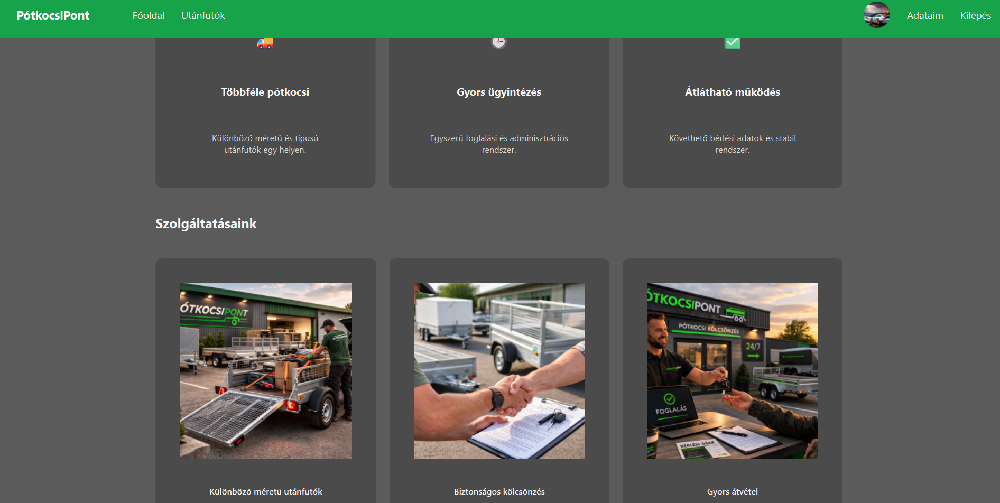 PótkocsiPont
Főoldal
Utánfutók
Adataim
Kilépés
Többféle pótkocsi
Gyors ügyintézés
Átlátható működés
Különböző méretű és típusú
utánfutók egy helyen.
Egyszerű foglalási és adminisztrációs
rendszer.
Követhető bérlési adatok és stabil
rendszer.
Szolgáltatásaink
ÓTKOCSIPONT
ÓTKOCSIPONT
PÓTKOCSI KÖLCSÖNZÉS
24/7
FOGLALÁS
BÉRLÉSI DÍJAK
Különböző méretű utánfutók
Biztonságos kölcsönzés
Gyors átvétel